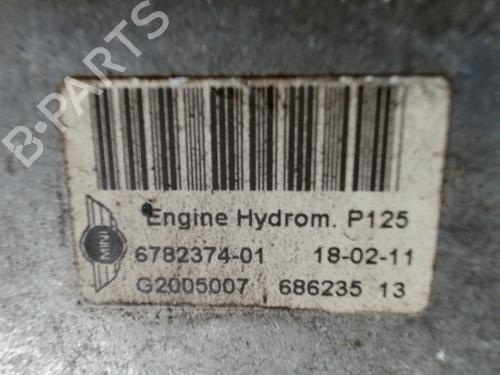 B-PARTS
Engine Hydrom. P125
MINI
6782374-01 18-02-11
G2005007 686235 13